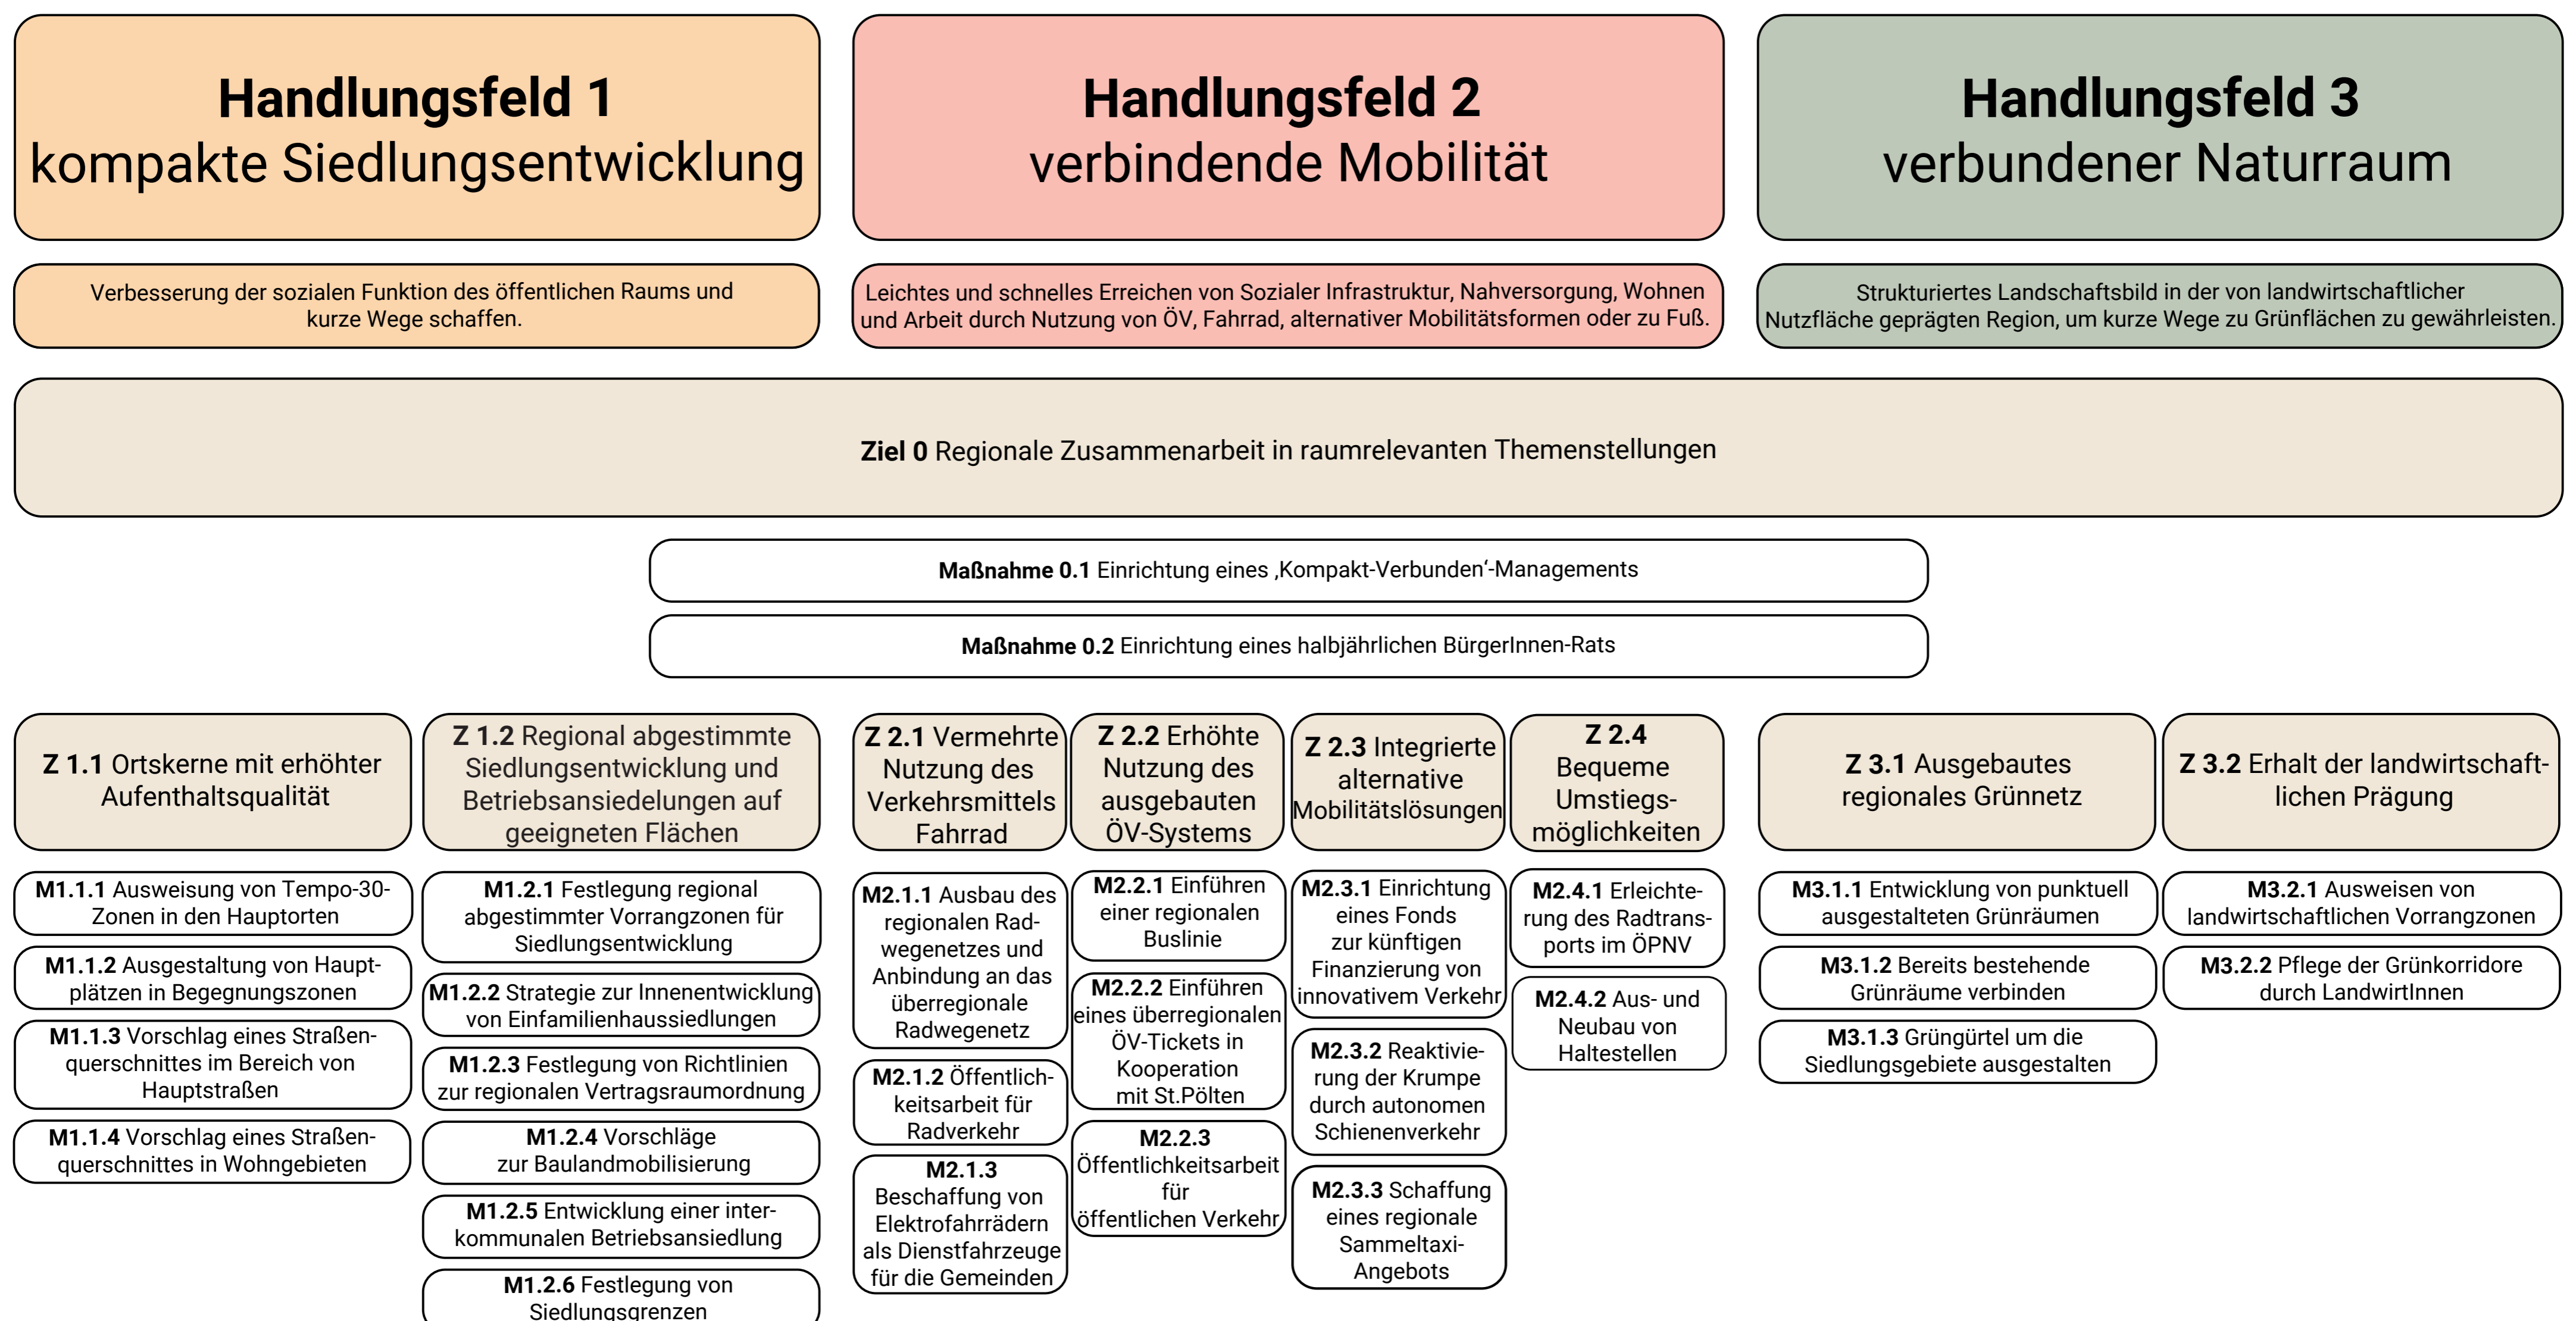 Handlungsfeld 1
kompakte Siedlungsentwicklung
Handlungsfeld 2
verbindende Mobilität
Handlungsfeld 3
verbundener Naturraum
Verbesserung der sozialen Funktion des öffentlichen Raums und
kurze Wege schaffen.
Leichtes und schnelles Erreichen von Sozialer Infrastruktur, Nahversorgung, Wohnen
und Arbeit durch Nutzung von ÖV, Fahrrad, alternativer Mobilitätsformen oder zu Fuß.
Strukturiertes Landschaftsbild in der von landwirtschaftlicher
Nutzfläche geprägten Region, um kurze Wege zu Grünflächen zu gewährleisten.
Ziel 0 Regionale Zusammenarbeit in raumrelevanten Themenstellungen
Maßnahme 0.1 Einrichtung eines ‚Kompakt-Verbunden‘-Managements
Maßnahme 0.2 Einrichtung eines halbjährlichen BürgerInnen-Rats
Z 1.1 Ortskerne mit erhöhter
Aufenthaltsqualität
M1.1.1 Ausweisung von Tempo-30-
Zonen in den Hauptorten
M1.1.2 Ausgestaltung von Haupt-
plätzen in Begegnungszonen
M1.1.3 Vorschlag eines Straßen-
querschnittes im Bereich von
Hauptstraßen
M1.1.4 Vorschlag eines Straßen-
querschnittes in Wohngebieten
Z 1.2 Regional abgestimmte
Siedlungsentwicklung und
Betriebsansiedelungen auf
geeigneten Flächen
M1.2.1 Festlegung regional
abgestimmter Vorrangzonen für
Siedlungsentwicklung
M1.2.2 Strategie zur Innenentwicklung
von Einfamilienhaussiedlungen
M1.2.3 Festlegung von Richtlinien
zur regionalen Vertragsraumordnung
M1.2.4 Vorschläge
zur Baulandmobilisierung
M1.2.5 Entwicklung einer inter-
kommunalen Betriebsansiedlung
M1.2.6 Festlegung von
Siedlungsgrenzen
Z 2.1 Vermehrte
Nutzung des
Verkehrsmittels
Fahrrad
M2.1.1 Ausbau des
regionalen Rad-
wegenetzes und
Anbindung an das
überregionale
Radwegenetz
M2.1.2 Öffentlich-
keitsarbeit für
Radverkehr
M2.1.3
Beschaffung von
Elektrofahrrädern
als Dienstfahrzeuge
für die Gemeinden
Z 2.2 Erhöhte
Nutzung des
ausgebauten
ÖV-Systems
M2.2.1 Einführen
einer regionalen
Buslinie
M2.2.2 Einführen
eines überregionalen
ÖV-Tickets in
Kooperation
mit St.Pölten
M2.2.3
Öffentlichkeitsarbeit
für
öffentlichen Verkehr
Z 2.3 Integrierte
alternative
Mobilitätslösungen
M2.3.1 Einrichtung
eines Fonds
zur künftigen
Finanzierung von
innovativem Verkehr
M2.3.2 Reaktivie-
rung der Krumpe
durch autonomen
Schienenverkehr
M2.3.3 Schaffung
eines regionale
Sammeltaxi-
Angebots
Z 2.4
Bequeme
Umstiegs-
möglichkeiten
M2.4.1 Erleichte-
rung des Radtrans-
ports im ÖPNV
M2.4.2 Aus- und
Neubau von
Haltestellen
Z 3.1 Ausgebautes
regionales Grünnetz
M3.1.1 Entwicklung von punktuell
ausgestalteten Grünräumen
M3.1.2 Bereits bestehende
Grünräume verbinden
M3.1.3 Grüngürtel um die
Siedlungsgebiete ausgestalten
Z 3.2 Erhalt der landwirtschaft-
lichen Prägung
M3.2.1 Ausweisen von
landwirtschaftlichen Vorrangzonen
M3.2.2 Pflege der Grünkorridore
durch LandwirtInnen